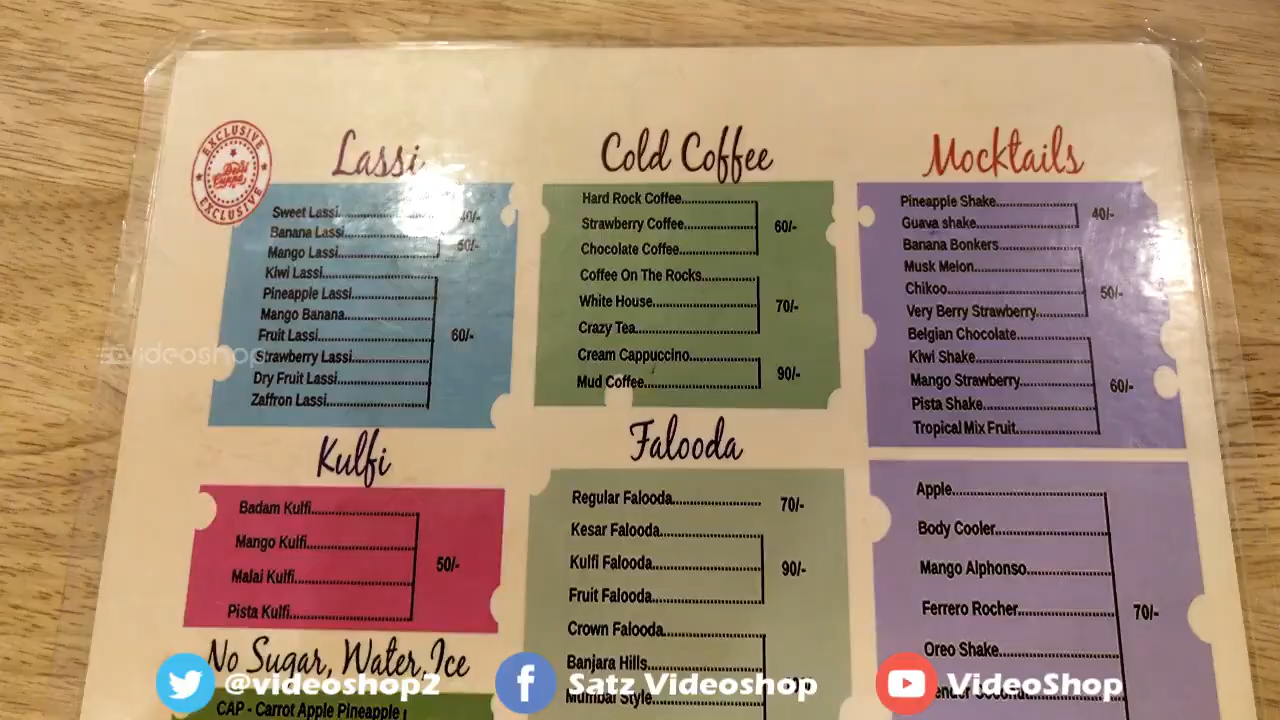 EXCLUSIVE
EXCLUSIVE
Lassi
Sweet Lassi 40/-
Banana Lassi
Mango Lassi 50/-
Kiwi Lassi
Pineapple Lassi
Mango Banana
Fruit Lassi 60/-
Strawberry Lassi
Dry Fruit Lassi
Zaffron Lassi
Kulfi
Badam Kulfi
Mango Kulfi
Malai Kulfi 50/-
Pista Kulfi
No Sugar, Water, Ice
CAP - Carrot Apple Pineapple
Cold Coffee
Hard Rock Coffee
Strawberry Coffee 60/-
Chocolate Coffee
Coffee On The Rocks
White House 70/-
Crazy Tea
Cream Cappuccino 90/-
Mud Coffee
Falooda
Regular Falooda 70/-
Kesar Falooda
Kulfi Falooda 90/-
Fruit Falooda
Crown Falooda
Banjara Hills
Mumbai Style
Mocktails
Pineapple Shake 40/-
Guava shake
Banana Bonkers
Musk Melon
Chikoo 50/-
Very Berry Strawberry
Belgian Chocolate
Kiwi Shake
Mango Strawberry 60/-
Pista Shake
Tropical Mix Fruit
Apple
Body Cooler
Mango Alphonso
Ferrero Rocher 70/-
Oreo Shake
videoshop
@videoshop2
Satz Videoshop
VideoShop